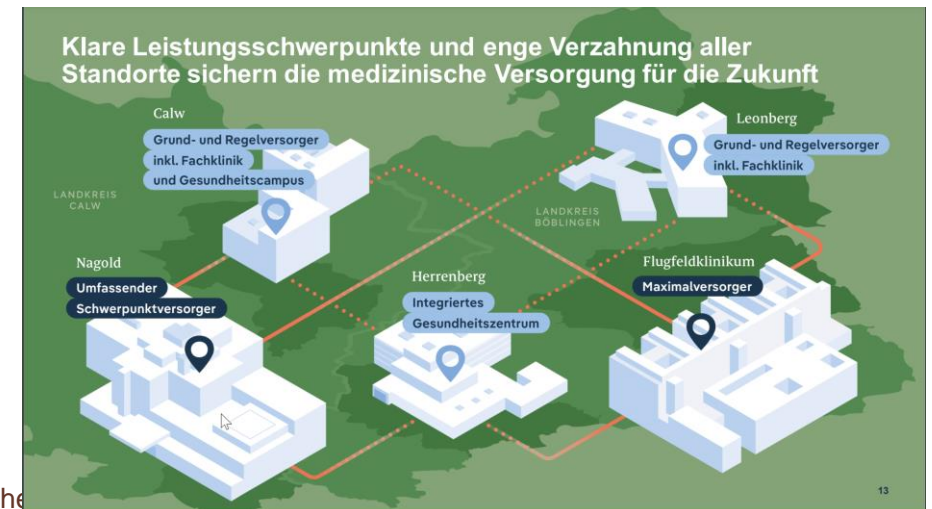 Klare Leistungsschwerpunkte und enge Verzahnung aller
Standorte sichern die medizinische Versorgung für die Zukunft
Calw
Grund- und Regelversorger
inkl. Fachklinik
und Gesundheitscampus
Leonberg
Grund- und Regelversorger
inkl. Fachklinik
LANDKREIS
CALW
LANDKREIS
BÖBLINGEN
Nagold
Umfassender
Schwerpunktversorger
Herrenberg
Integriertes
Gesundheitszentrum
Flugfeldklinikum
Maximalversorger
13